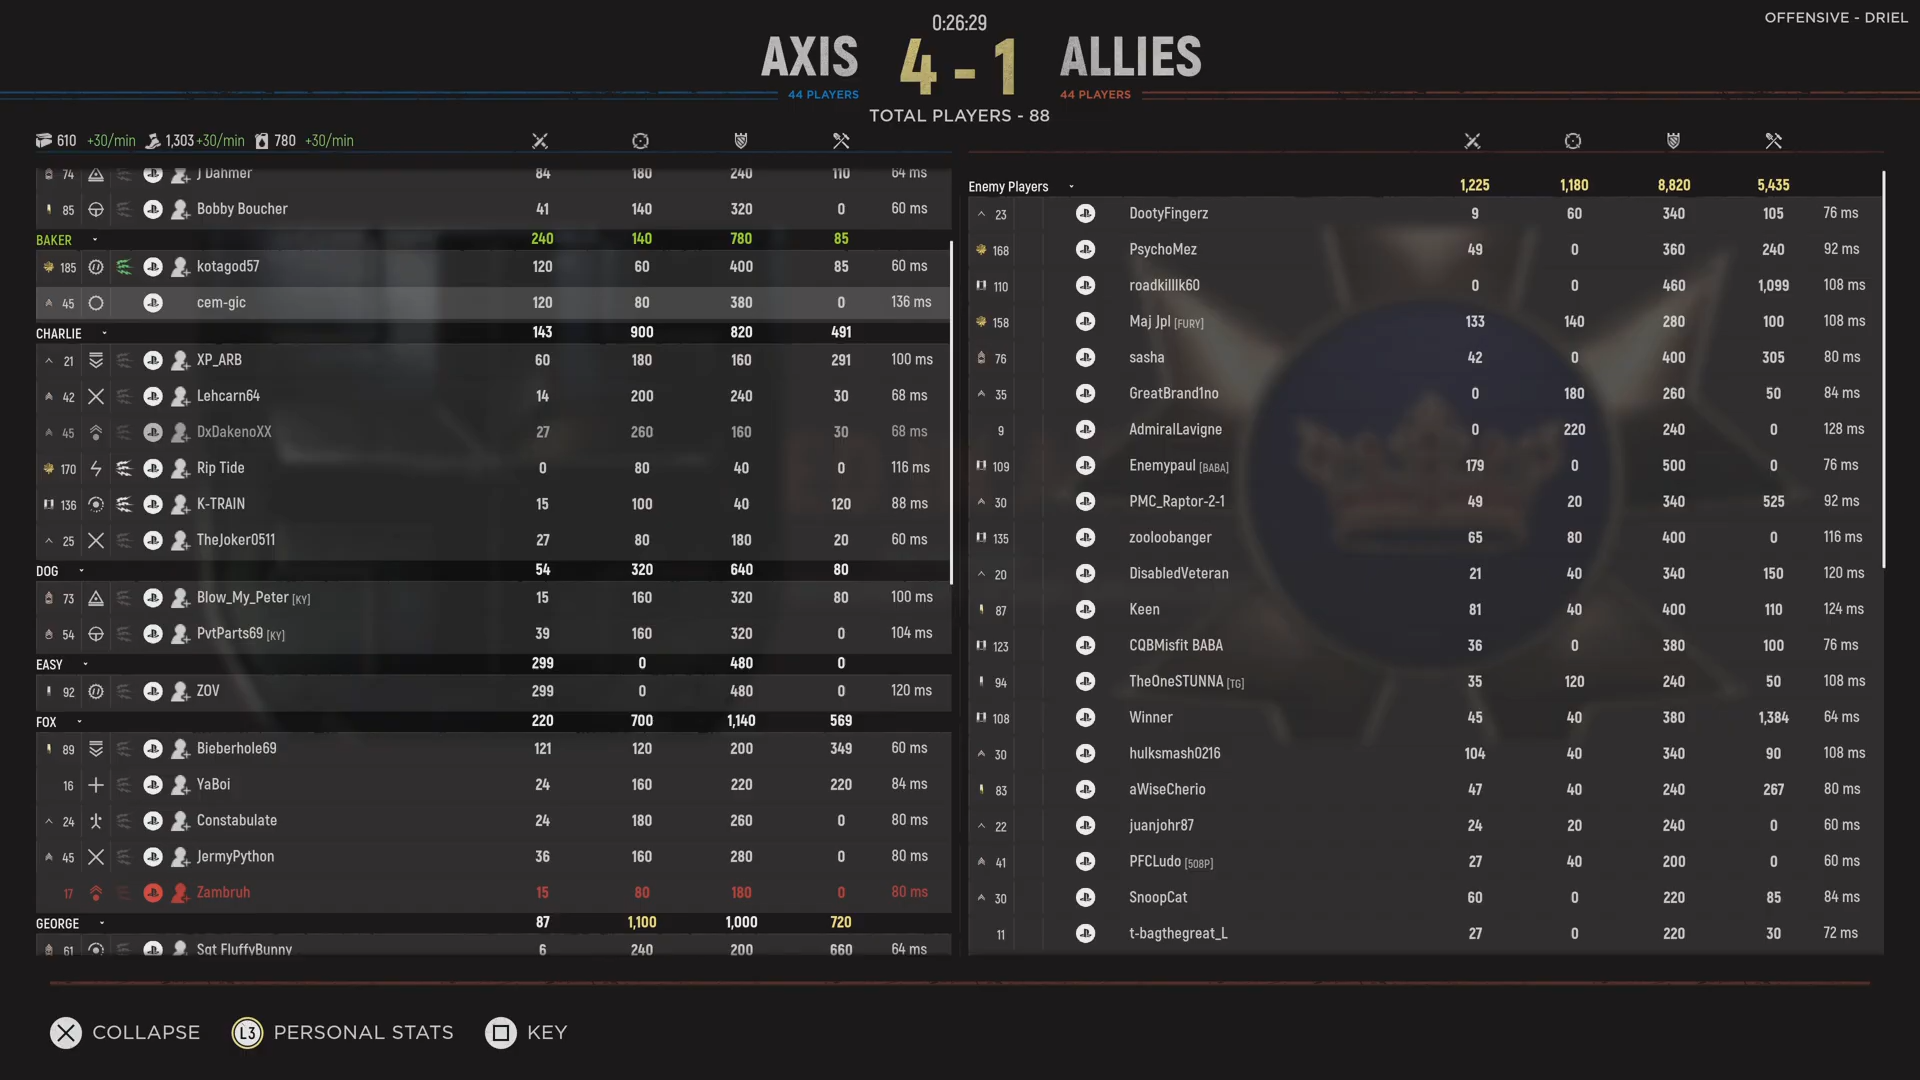 0:26:29
OFFENSIVE - DRIEL
AXIS 4 - 1 ALLIES
44 PLAYERS 44 PLAYERS
TOTAL PLAYERS - 88
610 +30/min 1,303 +30/min 780 +30/min
74 J Dahmer 84 180 240 110 64 ms
85 Bobby Boucher 41 140 320 0 60 ms
BAKER 240 140 780 85
185 kotagod57 120 60 400 85 60 ms
45 cem-gic 120 80 380 0 136 ms
CHARLIE 143 900 820 491
21 XP_ARB 60 180 160 291 100 ms
42 Lehcarn64 14 200 240 30 68 ms
45 DxDakenoXX 27 260 160 30 68 ms
170 Rip Tide 0 80 40 0 116 ms
136 K-TRAIN 15 100 40 120 88 ms
25 TheJoker0511 27 80 180 20 60 ms
DOG 54 320 640 80
73 Blow_My_Peter [KY] 15 160 320 80 100 ms
54 PvtParts69 [KY] 39 160 320 0 104 ms
EASY 299 0 480 0
92 ZOV 299 0 480 0 120 ms
FOX 220 700 1,140 569
89 Bieberhole69 121 120 200 349 60 ms
16 YaBoi 24 160 220 220 84 ms
24 Constabulate 24 180 260 0 80 ms
45 JermyPython 36 160 280 0 80 ms
17 Zambruh 15 80 180 0 80 ms
GEORGE 87 1,100 1,000 720
61 Sgt FluffyBunny 6 240 200 660 64 ms
Enemy Players 1,225 1,180 8,820 5,435
23 DootyFingerz 9 60 340 105 76 ms
168 PsychoMez 49 0 360 240 92 ms
110 roadkilllk60 0 0 460 1,099 108 ms
158 Maj Jpl [FURY] 133 140 280 100 108 ms
76 sasha 42 0 400 305 80 ms
35 GreatBrand1no 0 180 260 50 84 ms
9 AdmiralLavigne 0 220 240 0 128 ms
109 Enemypaul [BABA] 179 0 500 0 76 ms
30 PMC_Raptor-2-1 49 20 340 525 92 ms
135 zooloobanger 65 80 400 0 116 ms
20 DisabledVeteran 21 40 340 150 120 ms
87 Keen 81 40 400 110 124 ms
123 CQBMisfit BABA 36 0 380 100 76 ms
94 TheOneSTUNNA [TG] 35 120 240 50 108 ms
108 Winner 45 40 380 1,384 64 ms
30 hulksmash0216 104 40 340 90 108 ms
83 aWiseCherio 47 40 240 267 80 ms
22 juanjohr87 24 20 240 0 60 ms
41 PFCLudo [508P] 27 40 200 0 60 ms
30 SnoopCat 60 0 220 85 84 ms
11 t-bagthegreat_L 27 0 220 30 72 ms
COLLAPSE L3 PERSONAL STATS KEY